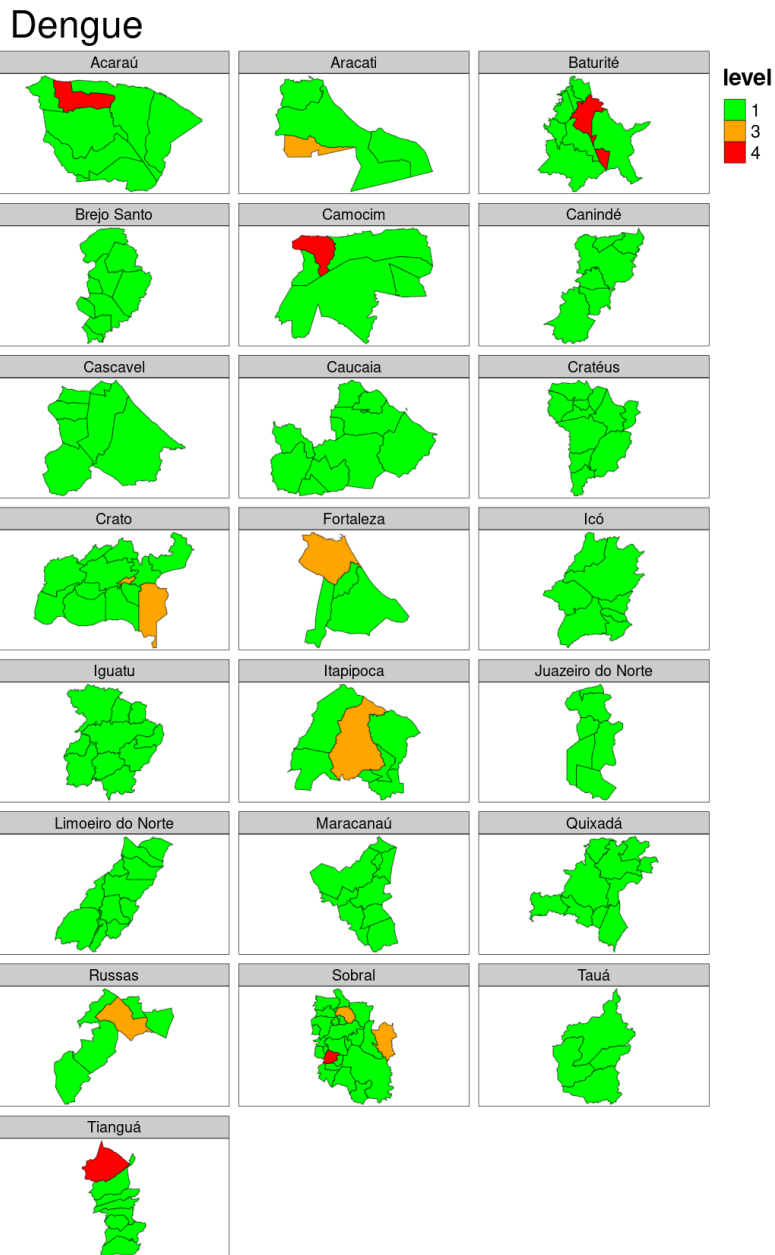 Dengue
Acaraú
Aracati
Baturité
level
1
3
4
Brejo Santo
Camocim
Canindé
Cascavel
Caucaia
Cratéus
Crato
Fortaleza
Icó
Iguatu
Itapipoca
Juazeiro do Norte
Limoeiro do Norte
Maracanaú
Quixadá
Russas
Sobral
Tauá
Tianguá